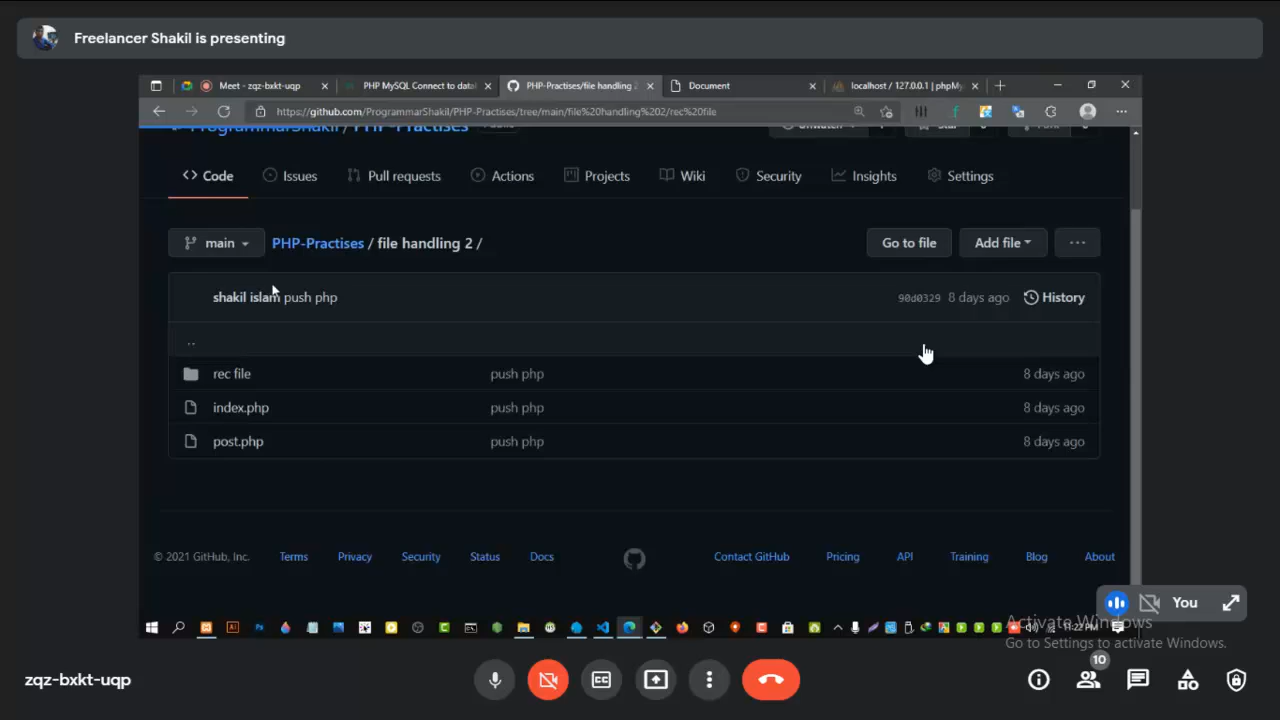 Freelancer Shakil is presenting
Meet - zqz-bxkt-uqp
PHP MySQL Connect to data
PHP-Practises/file handling 2
Document
localhost / 127.0.0.1 | phpMy
https://github.com/ProgrammarShakil/PHP-Practises/tree/main/file%20handling%202/rec%20file
ProgrammarShakil / PHP-Practises
Code
Issues
Pull requests
Actions
Projects
Wiki
Security
Insights
Settings
main
PHP-Practises / file handling 2 /
Go to file
Add file
shakil islam push php
90d0329 8 days ago
History
..
rec file push php 8 days ago
index.php push php 8 days ago
post.php push php 8 days ago
© 2021 GitHub, Inc.
Terms
Privacy
Security
Status
Docs
Contact GitHub
Pricing
API
Training
Blog
About
You
Activate Windows
Go to Settings to activate Windows.
zqz-bxkt-uqp
10